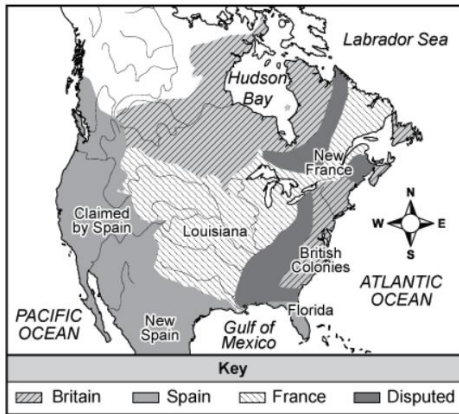 Labrador Sea
Hudson
Bay
New
France
Claimed
by Spain
Louisiana
British
Colonies
N
W
E
S
ATLANTIC
OCEAN
Florida
PACIFIC
OCEAN
New
Spain
Gulf of
Mexico
Key
Britain
Spain
France
Disputed